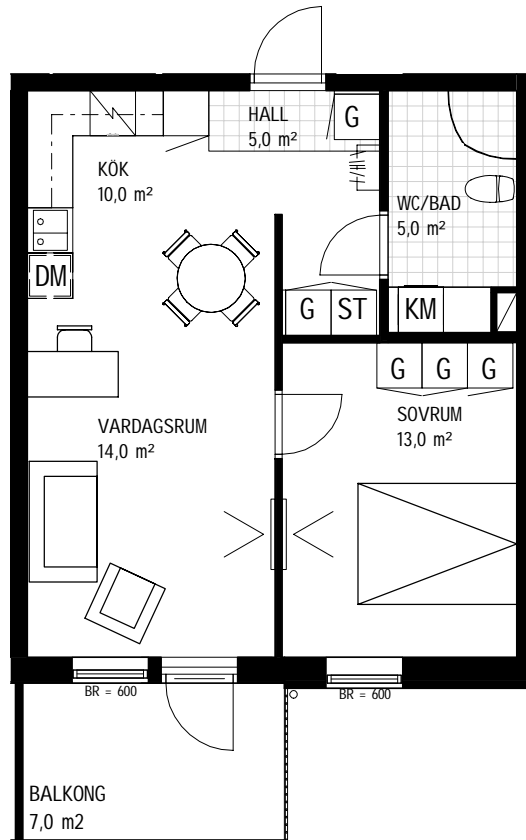 HALL
5,0 m²
G
KÖK
10,0 m²
WC/BAD
5,0 m²
DM
G ST
KM
G G G
VARDAGSRUM
14,0 m²
SOVRUM
13,0 m²
BR = 600
BR = 600
BALKONG
7,0 m2